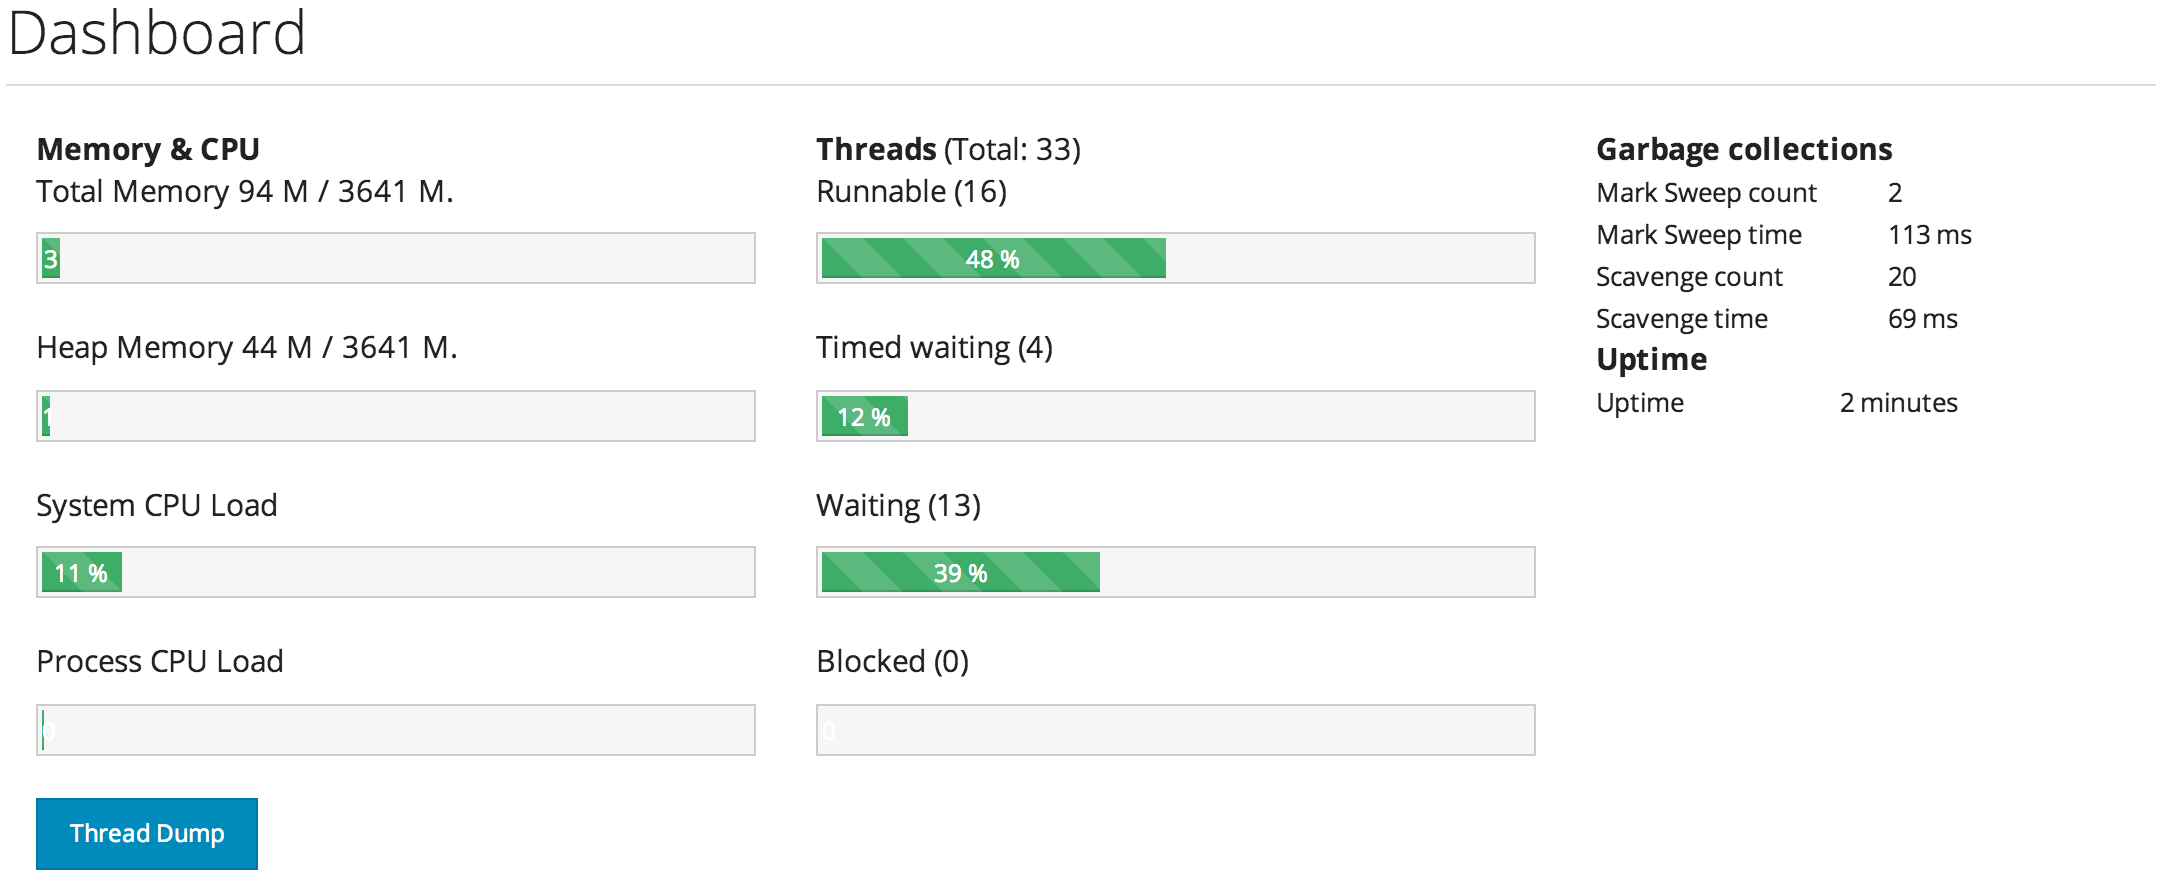 Dashboard
Memory & CPU
Total Memory 94 M / 3641 M.
3
Heap Memory 44 M / 3641 M.
1
System CPU Load
11 %
Process CPU Load
0
Thread Dump
Threads (Total: 33)
Runnable (16)
48 %
Timed waiting (4)
12 %
Waiting (13)
39 %
Blocked (0)
0
Garbage collections
Mark Sweep count 2
Mark Sweep time 113 ms
Scavenge count 20
Scavenge time 69 ms
Uptime
Uptime 2 minutes